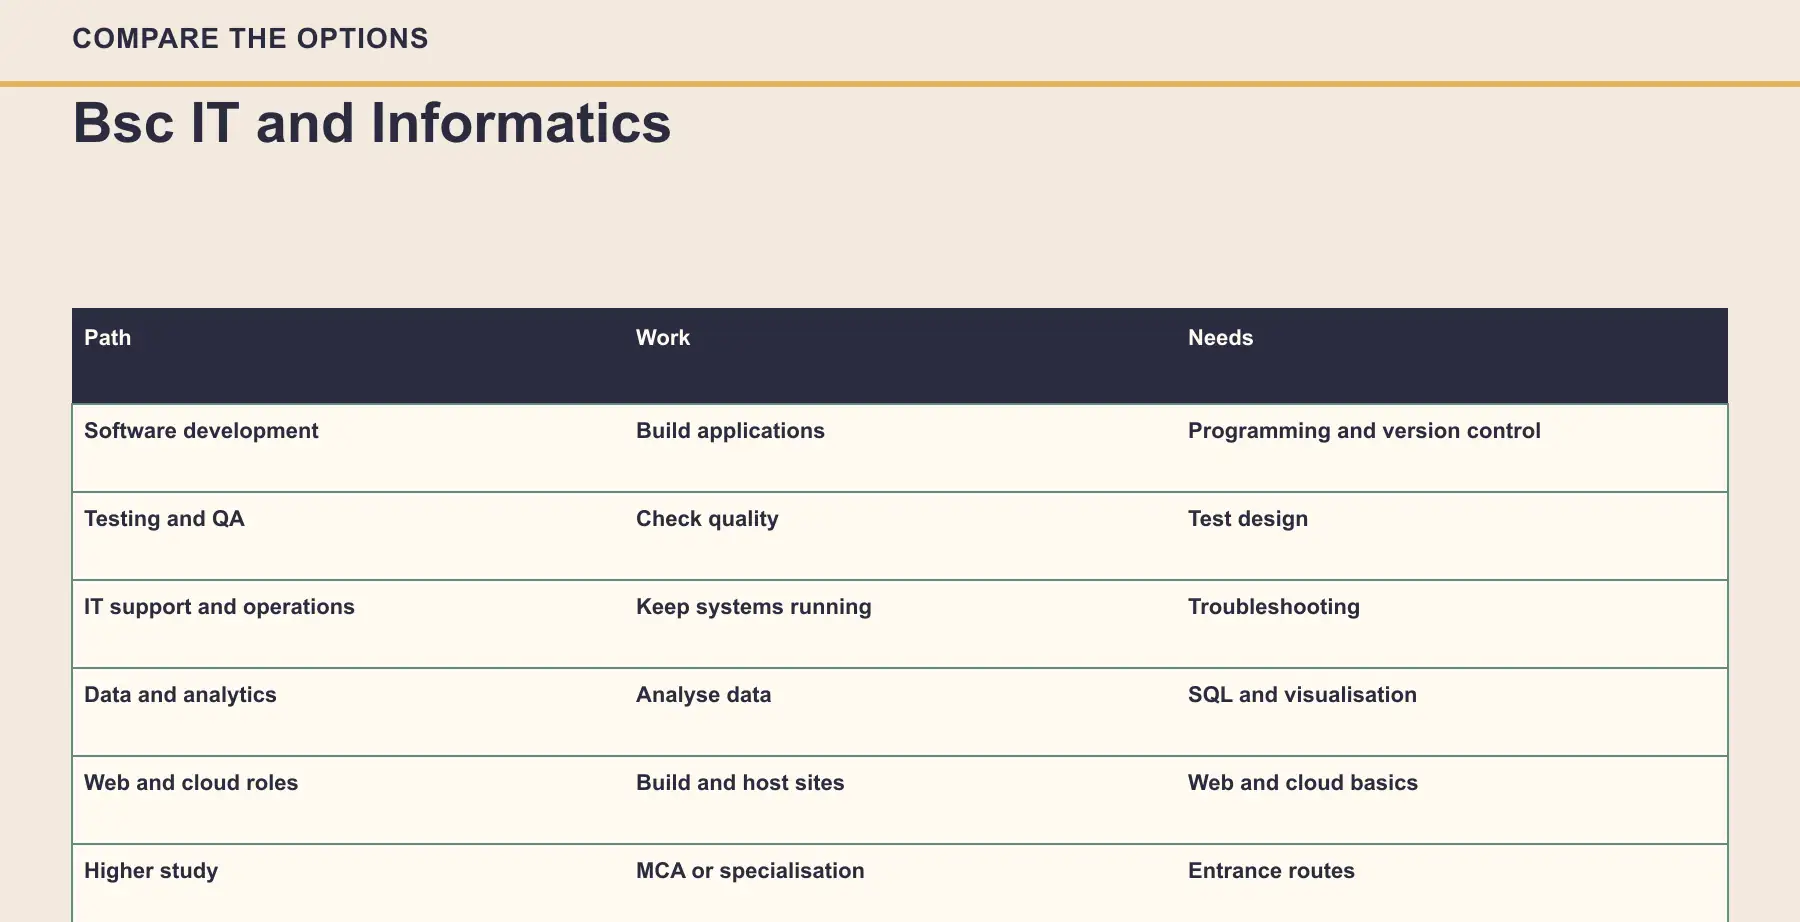 COMPARE THE OPTIONS
Bsc IT and Informatics
Path Work Needs
Software development Build applications Programming and version control
Testing and QA Check quality Test design
IT support and operations Keep systems running Troubleshooting
Data and analytics Analyse data SQL and visualisation
Web and cloud roles Build and host sites Web and cloud basics
Higher study MCA or specialisation Entrance routes